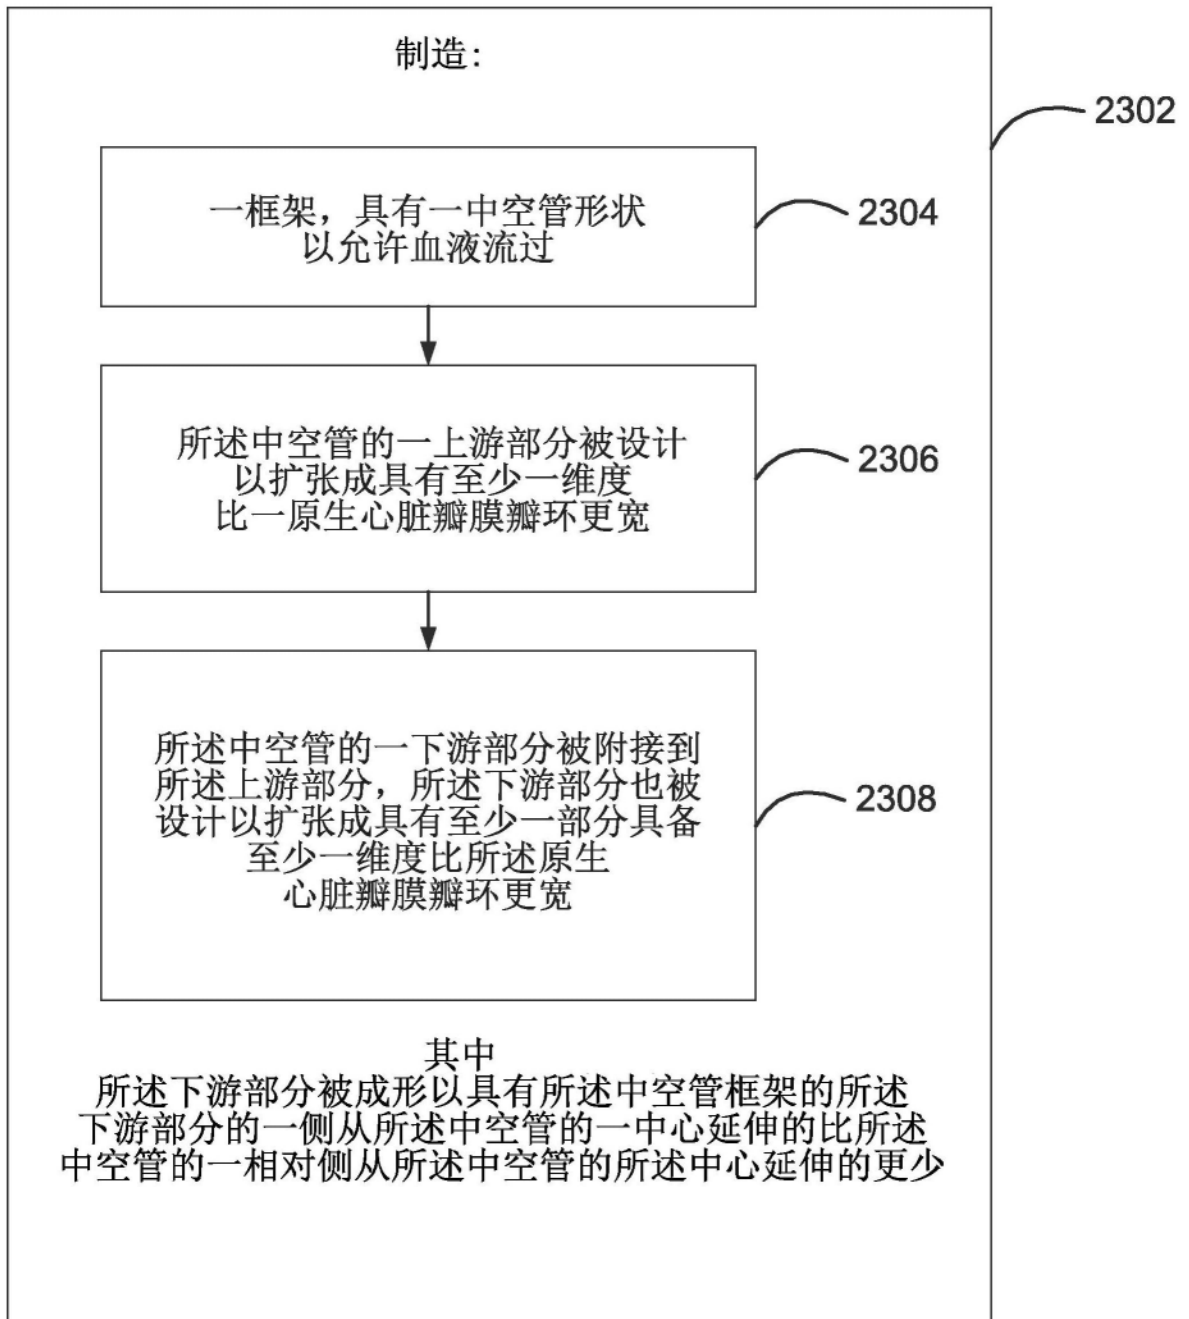 制造:
2302
一框架，具有一中空管形状
以允许血液流过
2304
所述中空管的一上游部分被设计
以扩张成具有至少一维度
比一原生心脏瓣膜瓣环更宽
2306
所述中空管的一下游部分被附接到
所述上游部分，所述下游部分也被
设计以扩张成具有至少一部分具备
至少一维度比所述原生
心脏瓣膜瓣环更宽
2308
其中
所述下游部分被成形以具有所述中空管框架的所述
下游部分的一侧从所述中空管的一中心延伸的比所述
中空管的一相对侧从所述中空管的所述中心延伸的更少